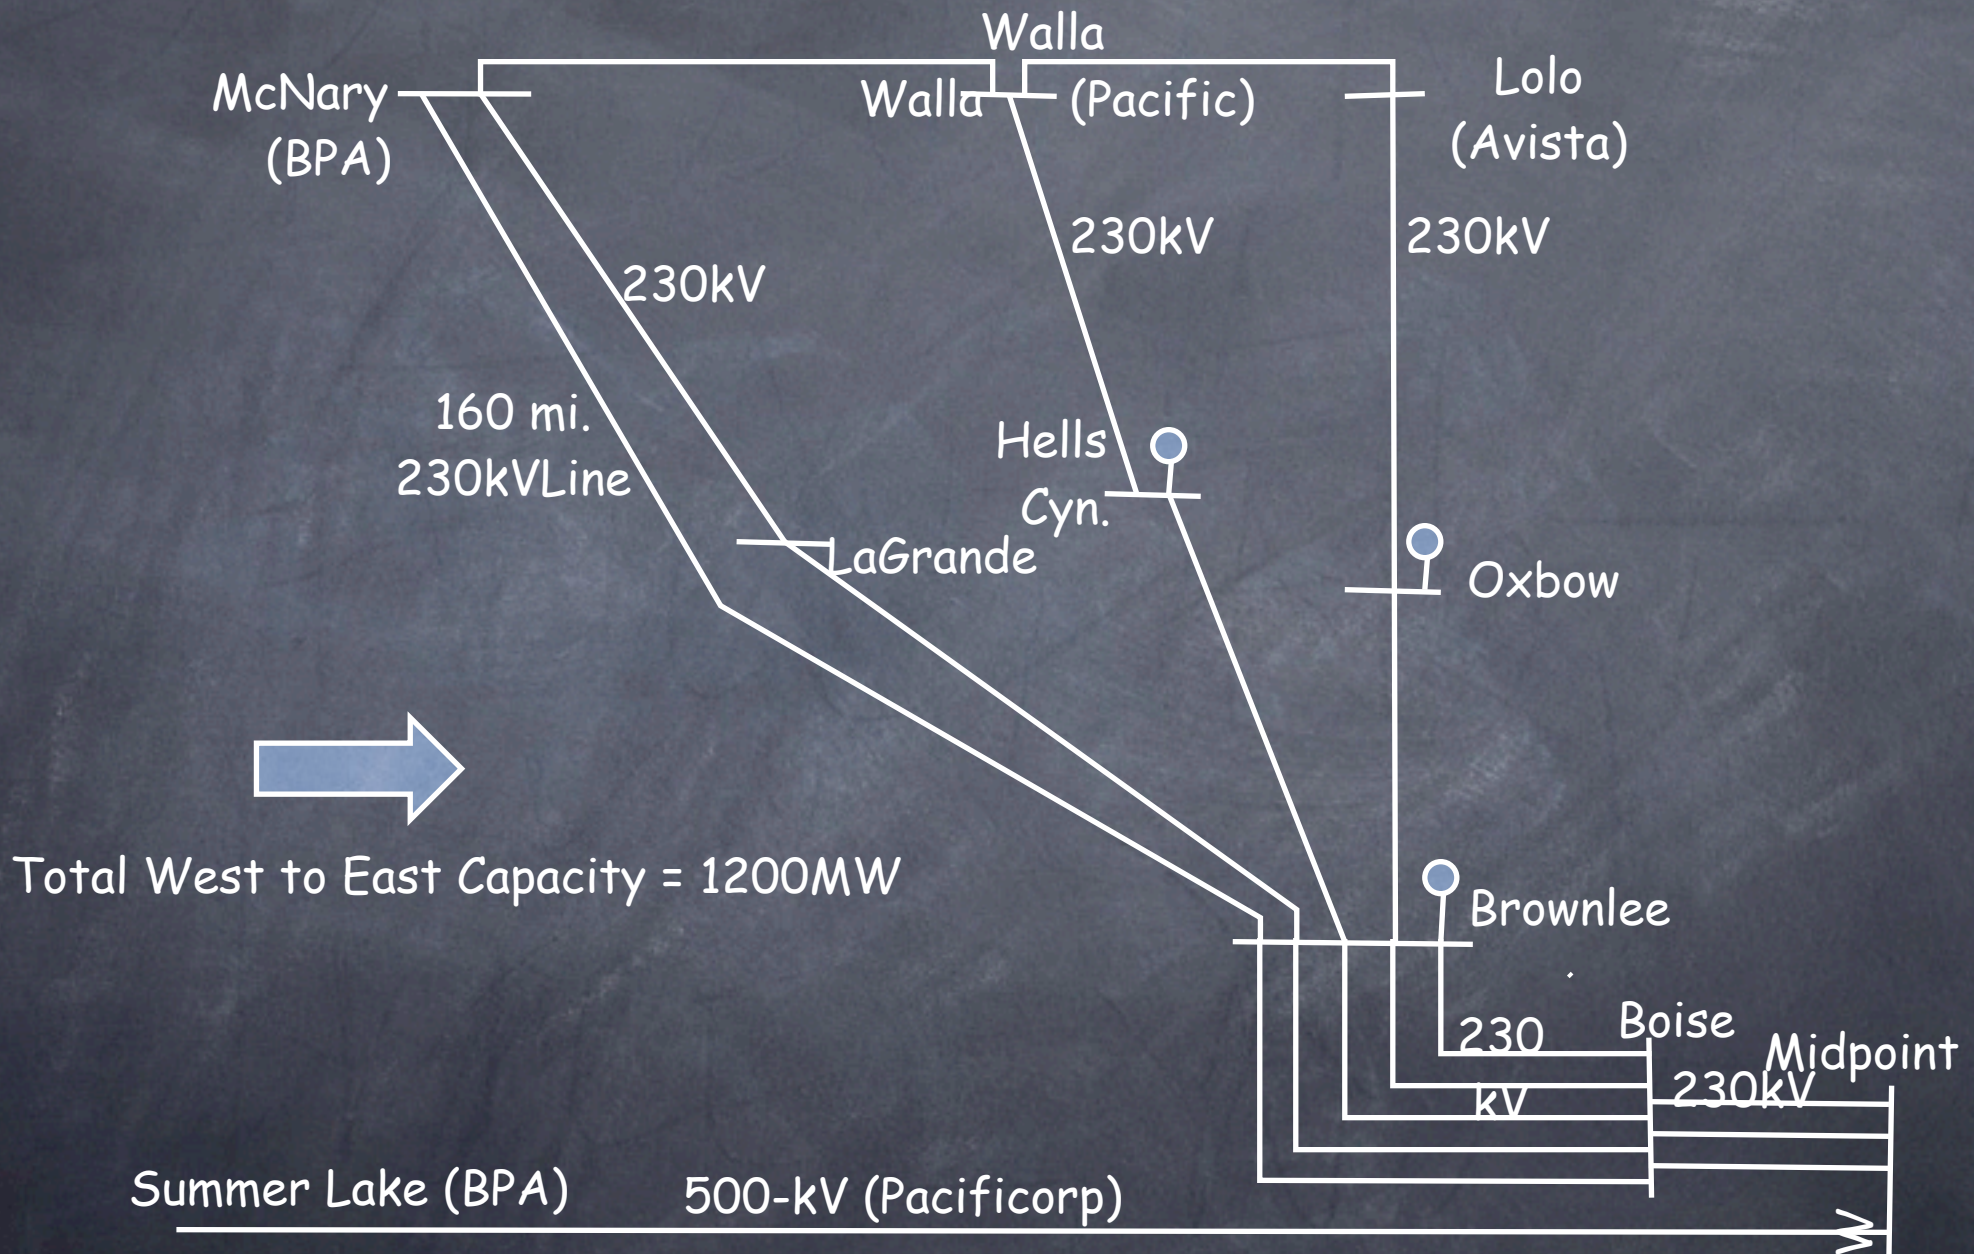 Walla
Walla (Pacific)
McNary
(BPA)
Lolo
(Avista)
230kV
230kV
230kV
160 mi.
230kVLine
Hells
Cyn.
LaGrande
Oxbow
Total West to East Capacity = 1200MW
Brownlee
230
kV
Boise
Midpoint
230kV
Summer Lake (BPA)
500-kV (Pacificorp)